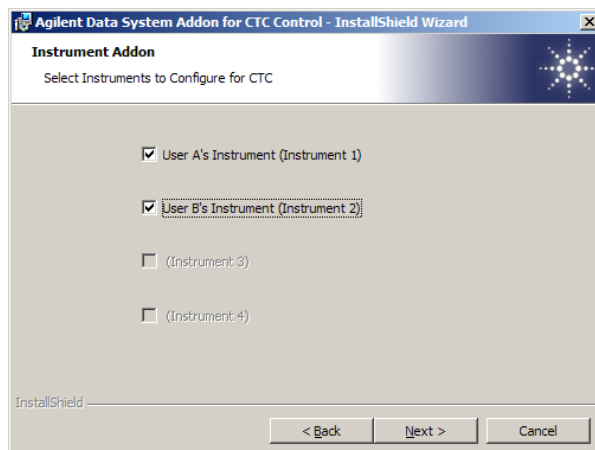 Agilent Data System Addon for CTC Control - InstallShield Wizard
Instrument Addon
Select Instruments to Configure for CTC
User A's Instrument (Instrument 1)
User B's Instrument (Instrument 2)
(Instrument 3)
(Instrument 4)
InstallShield
< Back
Next >
Cancel